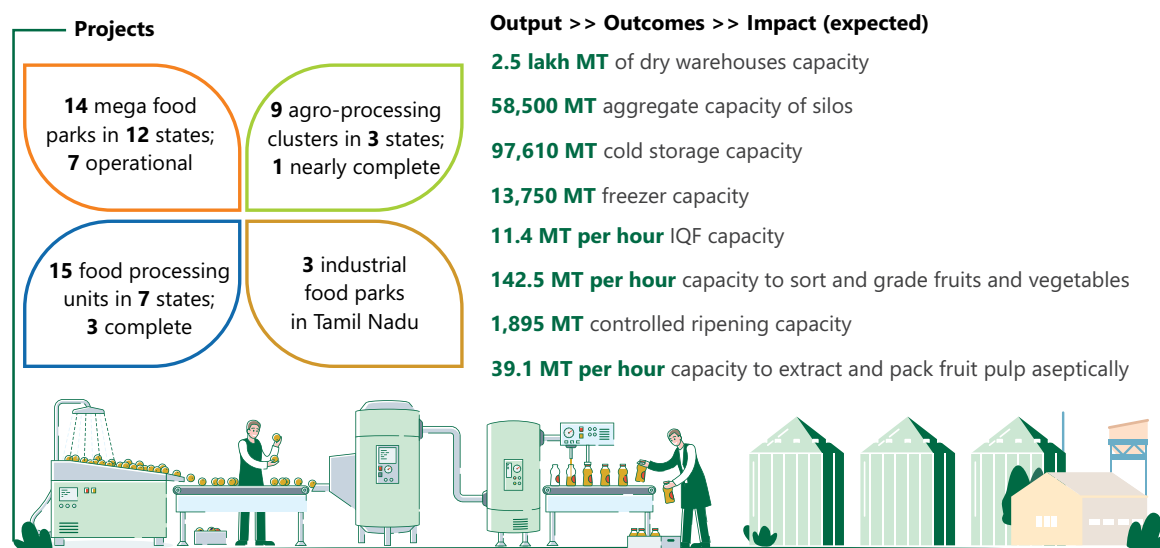 Projects
14 mega food
parks in 12 states;
7 operational
9 agro-processing
clusters in 3 states;
1 nearly complete
15 food processing
units in 7 states;
3 complete
3 industrial
food parks
in Tamil Nadu
Output >> Outcomes >> Impact (expected)
2.5 lakh MT of dry warehouses capacity
58,500 MT aggregate capacity of silos
97,610 MT cold storage capacity
13,750 MT freezer capacity
11.4 MT per hour IQF capacity
142.5 MT per hour capacity to sort and grade fruits and vegetables
1,895 MT controlled ripening capacity
39.1 MT per hour capacity to extract and pack fruit pulp aseptically